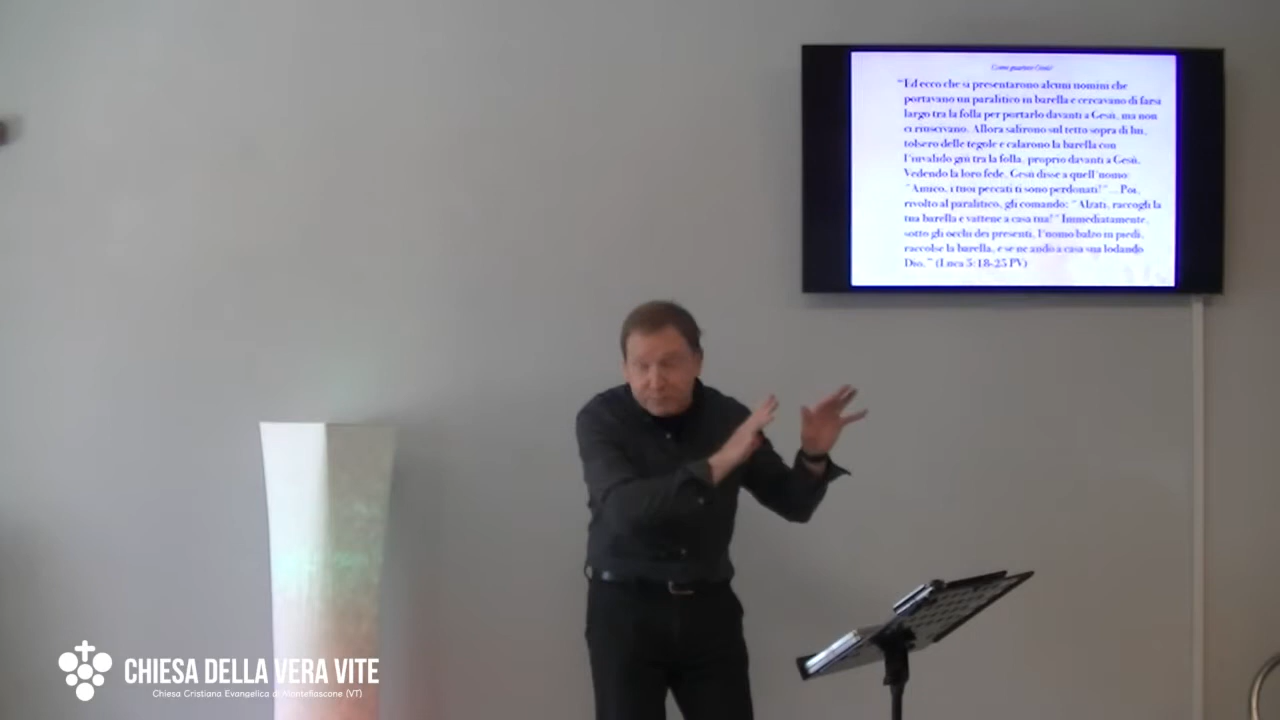 Come guarisce Gesù?
“Ed ecco che si presentarono alcuni uomini che
portavano un paralitico in barella e cercavano di farsi
largo tra la folla per portarlo davanti a Gesù, ma non
ci riuscivano. Allora salirono sul tetto sopra di lui,
tolsero delle tegole e calarono la barella con
l’invalido giù tra la folla, proprio davanti a Gesù.
Vedendo la loro fede, Gesù disse a quell’uomo:
“Amico, i tuoi peccati ti sono perdonati!”... Poi,
rivolto al paralitico, gli comandò: “Alzati, raccogli la
tua barella e vattene a casa tua!” Immediatamente,
sotto gli occhi dei presenti, l’uomo balzò in piedi,
raccolse la barella, e se ne andò a casa sua lodando
Dio.” (Luca 5:18-25 PV)
CHIESA DELLA VERA VITE
Chiesa Cristiana Evangelica di Montefiascone (VT)